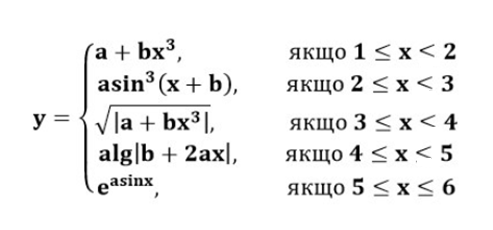 y =
a + bx³, якщо 1 ≤ x < 2
asin³(x + b), якщо 2 ≤ x < 3
√|a + bx³|, якщо 3 ≤ x < 4
alg|b + 2ax|, якщо 4 ≤ x < 5
eᵃˢⁱⁿˣ, якщо 5 ≤ x ≤ 6